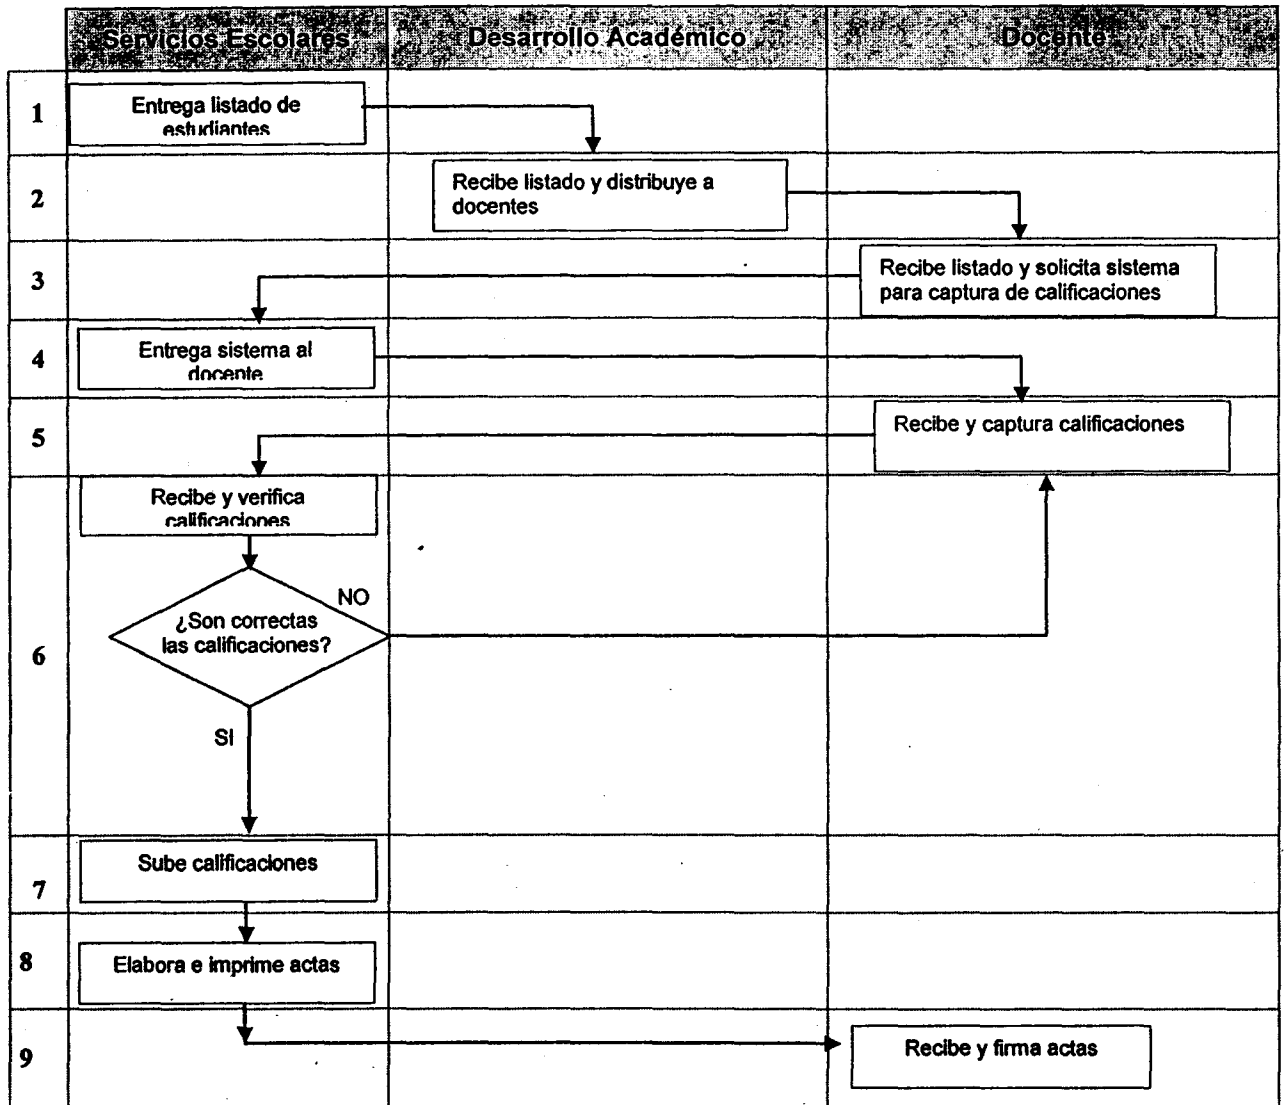 Servicios Escolares Desarrollo Académico Docente
1
Entrega listado de
estudiantes
2
Recibe listado y distribuye a
docentes
3
Recibe listado y solicita sistema
para captura de calificaciones
4
Entrega sistema al
docente
5
Recibe y captura calificaciones
Recibe y verifica
calificaciones
NO
¿Son correctas
las calificaciones?
6
SI
7
Sube calificaciones
8
Elabora e imprime actas
9
Recibe y firma actas